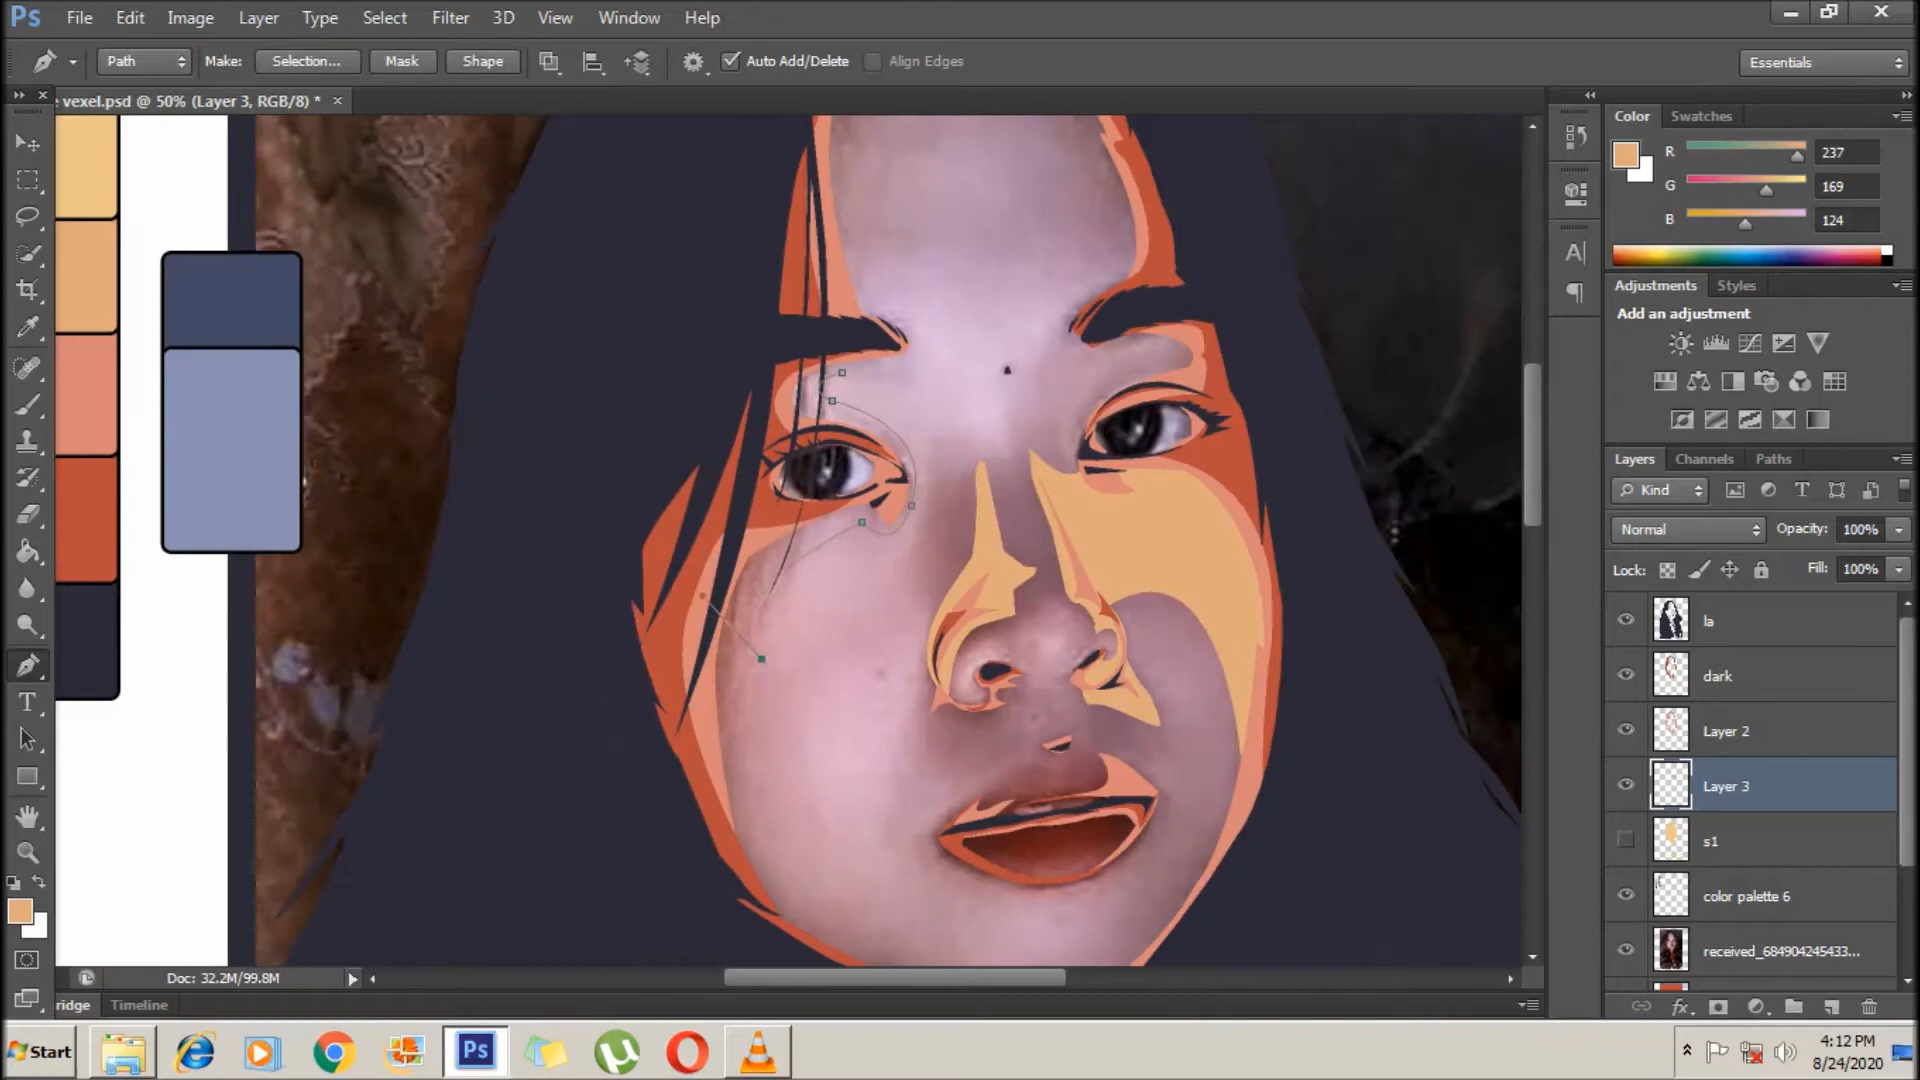 Ps File Edit Image Layer Type Select Filter 3D View Window Help
Path Make: Selection... Mask Shape Auto Add/Delete Align Edges Essentials
e vexel.psd @ 50% (Layer 3, RGB/8) * ×
Color Swatches
R 237
G 169
B 124
Adjustments Styles
Add an adjustment
Layers Channels Paths
Kind
Normal Opacity: 100%
Lock: Fill: 100%
la
dark
Layer 2
Layer 3
s1
color palette 6
received_684904245433...
Doc: 32.2M/99.8M
ridge Timeline
Start Ps 4:12 PM
8/24/2020